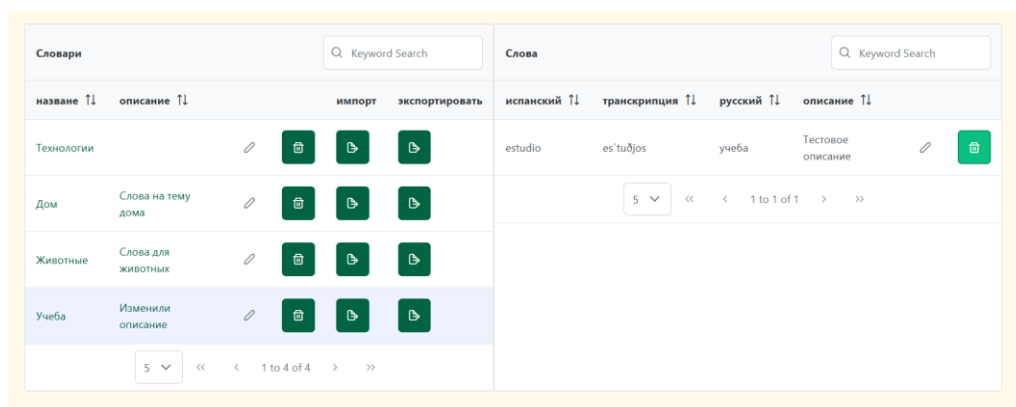 Словари
Keyword Search
назване описание импорт экспортировать
Технологии
Дом
Слова на тему
дома
Животные
Слова для
животных
Учеба
Изменили
описание
5 1 to 4 of 4
Слова
Keyword Search
испанский транскрипция русский описание
estudio es´tuðjos учеба
Тестовое
описание
5 1 to 1 of 1